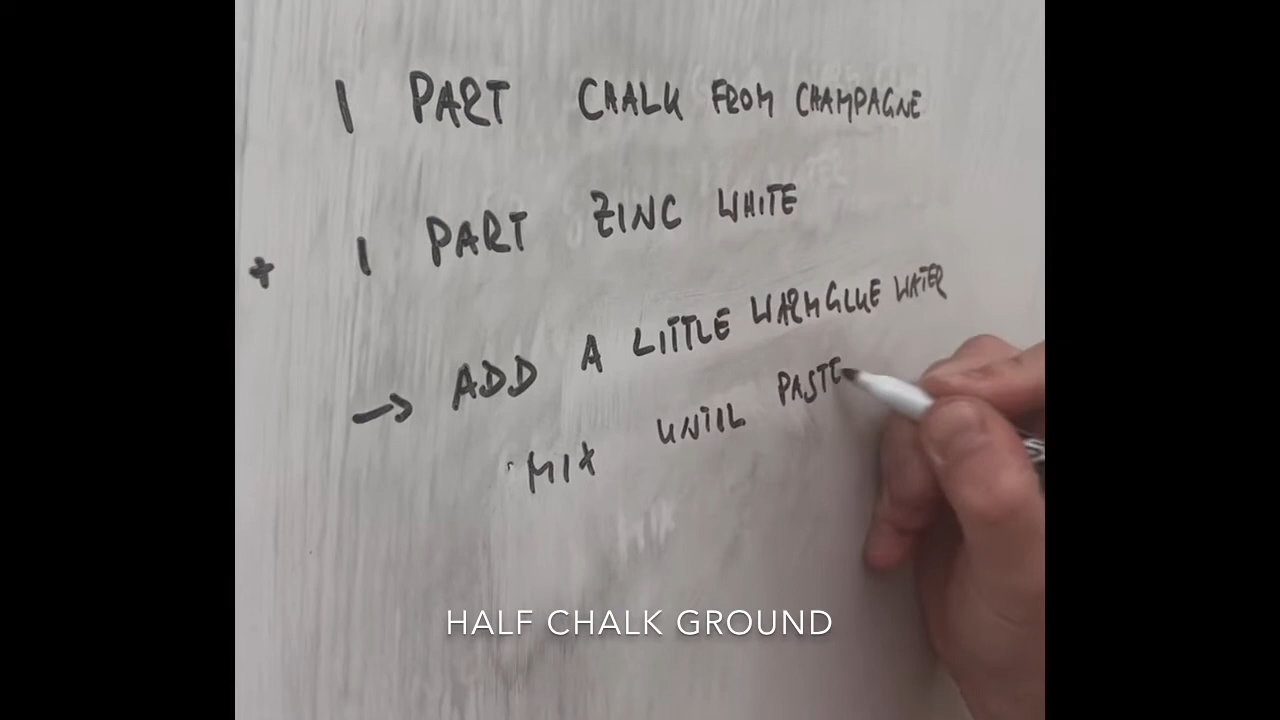 1 PART CHALK FROM CHAMPAGNE
+ 1 PART ZINC WHITE
→ ADD A LITTLE WARM GLUE WATER
MIX UNTIL PASTE
HALF CHALK GROUND